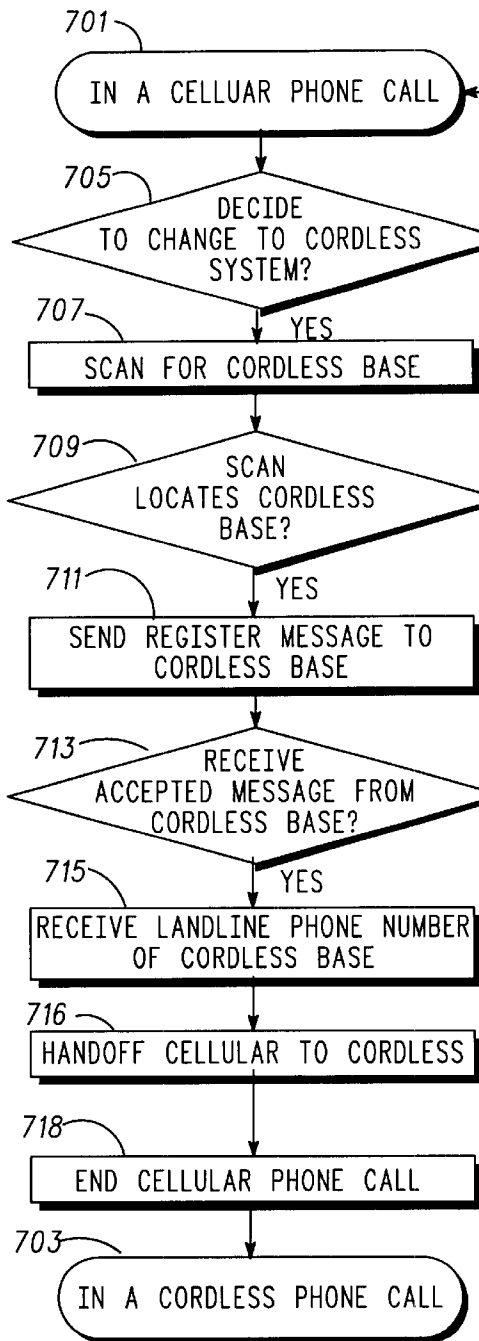 701
IN A CELLUAR PHONE CALL
705
DECIDE
TO CHANGE TO CORDLESS
SYSTEM?
YES
707
SCAN FOR CORDLESS BASE
709
SCAN
LOCATES CORDLESS
BASE?
YES
711
SEND REGISTER MESSAGE TO
CORDLESS BASE
713
RECEIVE
ACCEPTED MESSAGE FROM
CORDLESS BASE?
YES
715
RECEIVE LANDLINE PHONE NUMBER
OF CORDLESS BASE
716
HANDOFF CELLULAR TO CORDLESS
718
END CELLULAR PHONE CALL
703
IN A CORDLESS PHONE CALL